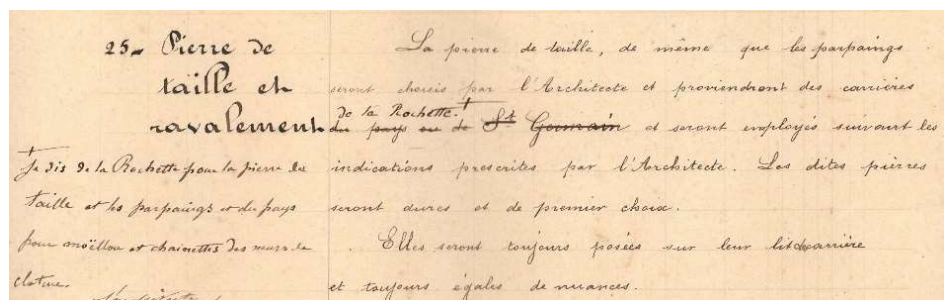 25_ Pierre de
taille et
ravalement
La pierre de taille, de même que les parpaings
seront choisis par l'Architecte et proviendront des carrières
de la Rochette. †
du pays ou de St Germain et seront employés suivant les
indications prescrites par l'Architecte. Les dites pierres
seront dures et de premier choix.
Elles seront toujours posées sur leur lit de carrière
et toujours égales de nuances.
†
Je dis de la Rochette pour la pierre de
taille et les parpaings et du pays
pour moëllon et chainettes des murs de
cloture.